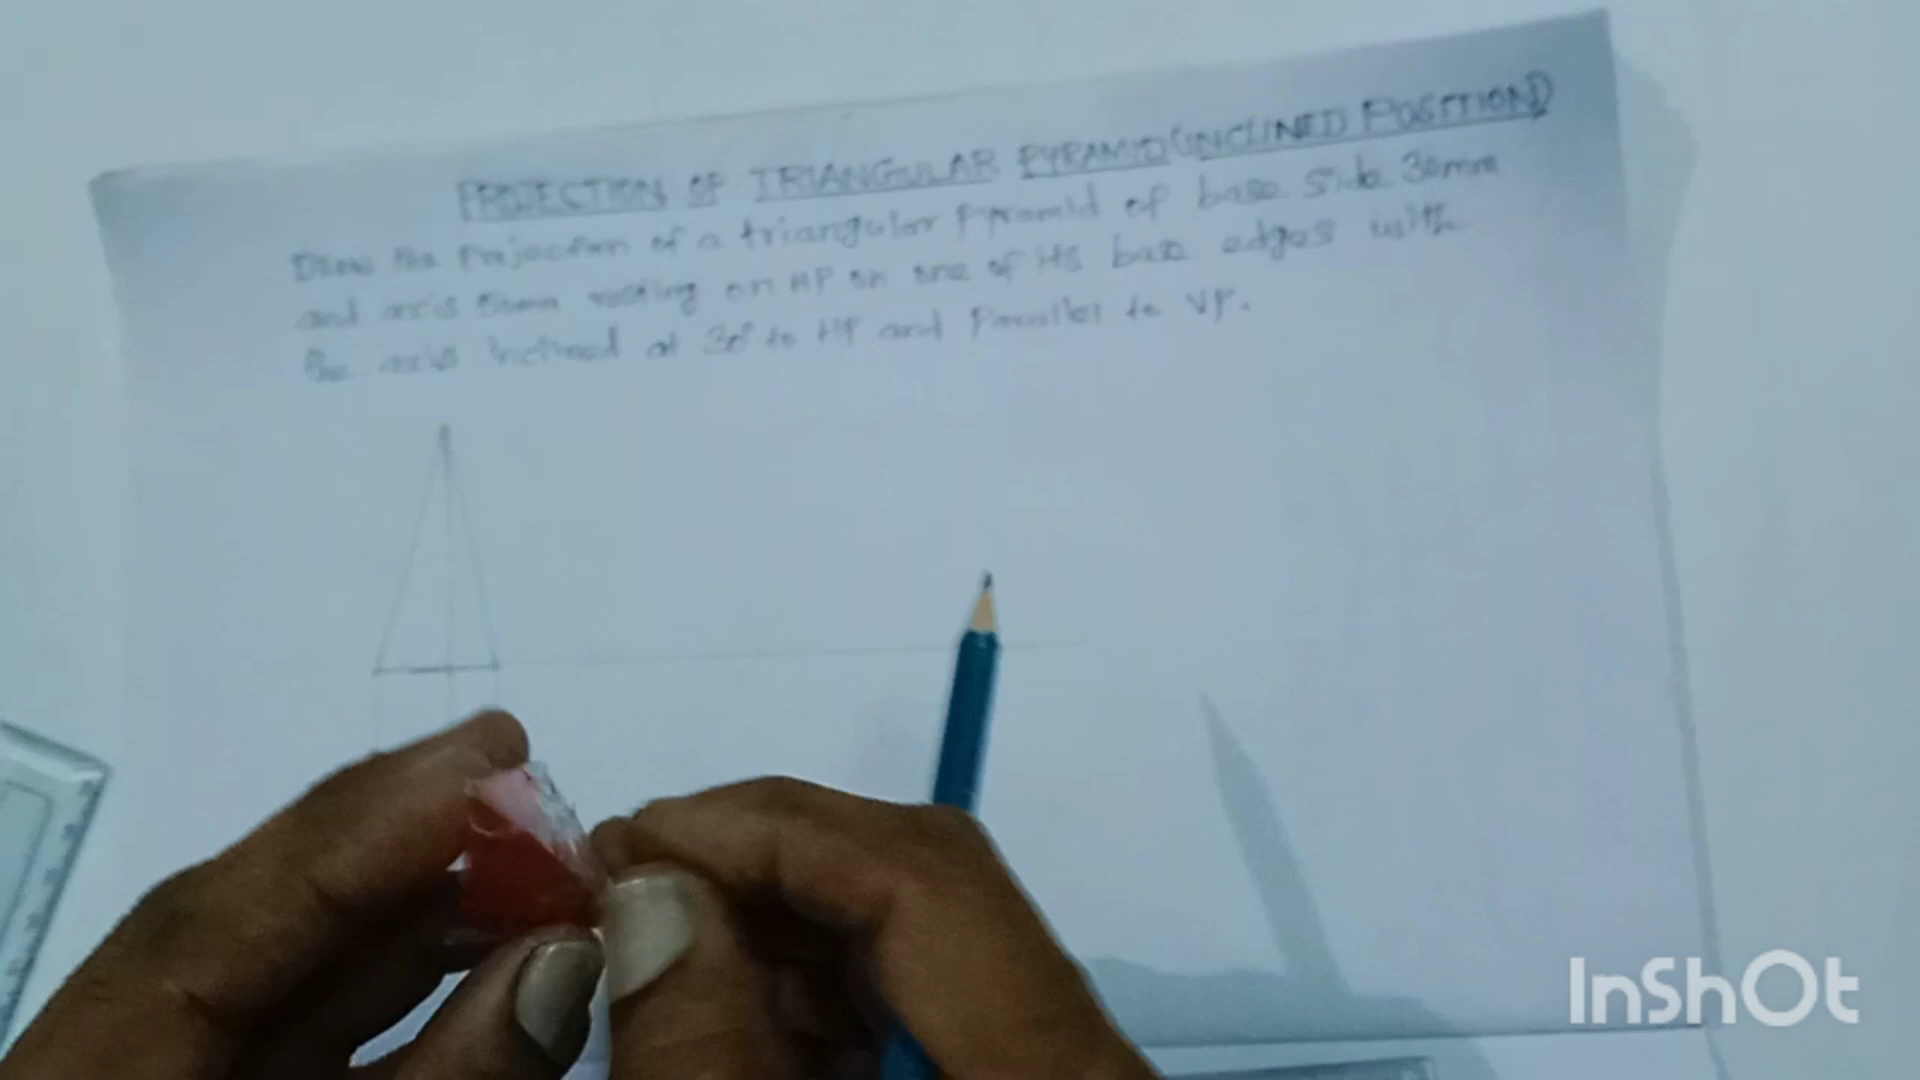 PROJECTION OF TRIANGULAR PYRAMID (INCLINED POSITION)
Draw the Projection of a triangular Pyramid of base side 30mm
and axis 50mm resting on HP on one of its base edges with
the axis inclined at 30° to HP and Parallel to VP.
InShOt